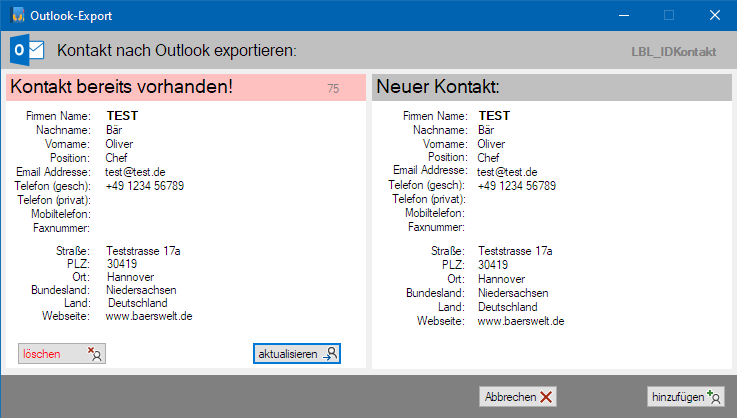 Outlook-Export
Kontakt nach Outlook exportieren:
LBL_IDKontakt
Kontakt bereits vorhanden! 75
Firmen Name: TEST
Nachname: Bär
Vorname: Oliver
Position: Chef
Email Addresse: test@test.de
Telefon (gesch): +49 1234 56789
Telefon (privat):
Mobiltelefon:
Faxnummer:
Straße: Teststrasse 17a
PLZ: 30419
Ort: Hannover
Bundesland: Niedersachsen
Land: Deutschland
Webseite: www.baerswelt.de
löschen
aktualisieren
Neuer Kontakt:
Firmen Name: TEST
Nachname: Bär
Vorname: Oliver
Position: Chef
Email Addresse: test@test.de
Telefon (gesch): +49 1234 56789
Telefon (privat):
Mobiltelefon:
Faxnummer:
Straße: Teststrasse 17a
PLZ: 30419
Ort: Hannover
Bundesland: Niedersachsen
Land: Deutschland
Webseite: www.baerswelt.de
Abbrechen
hinzufügen